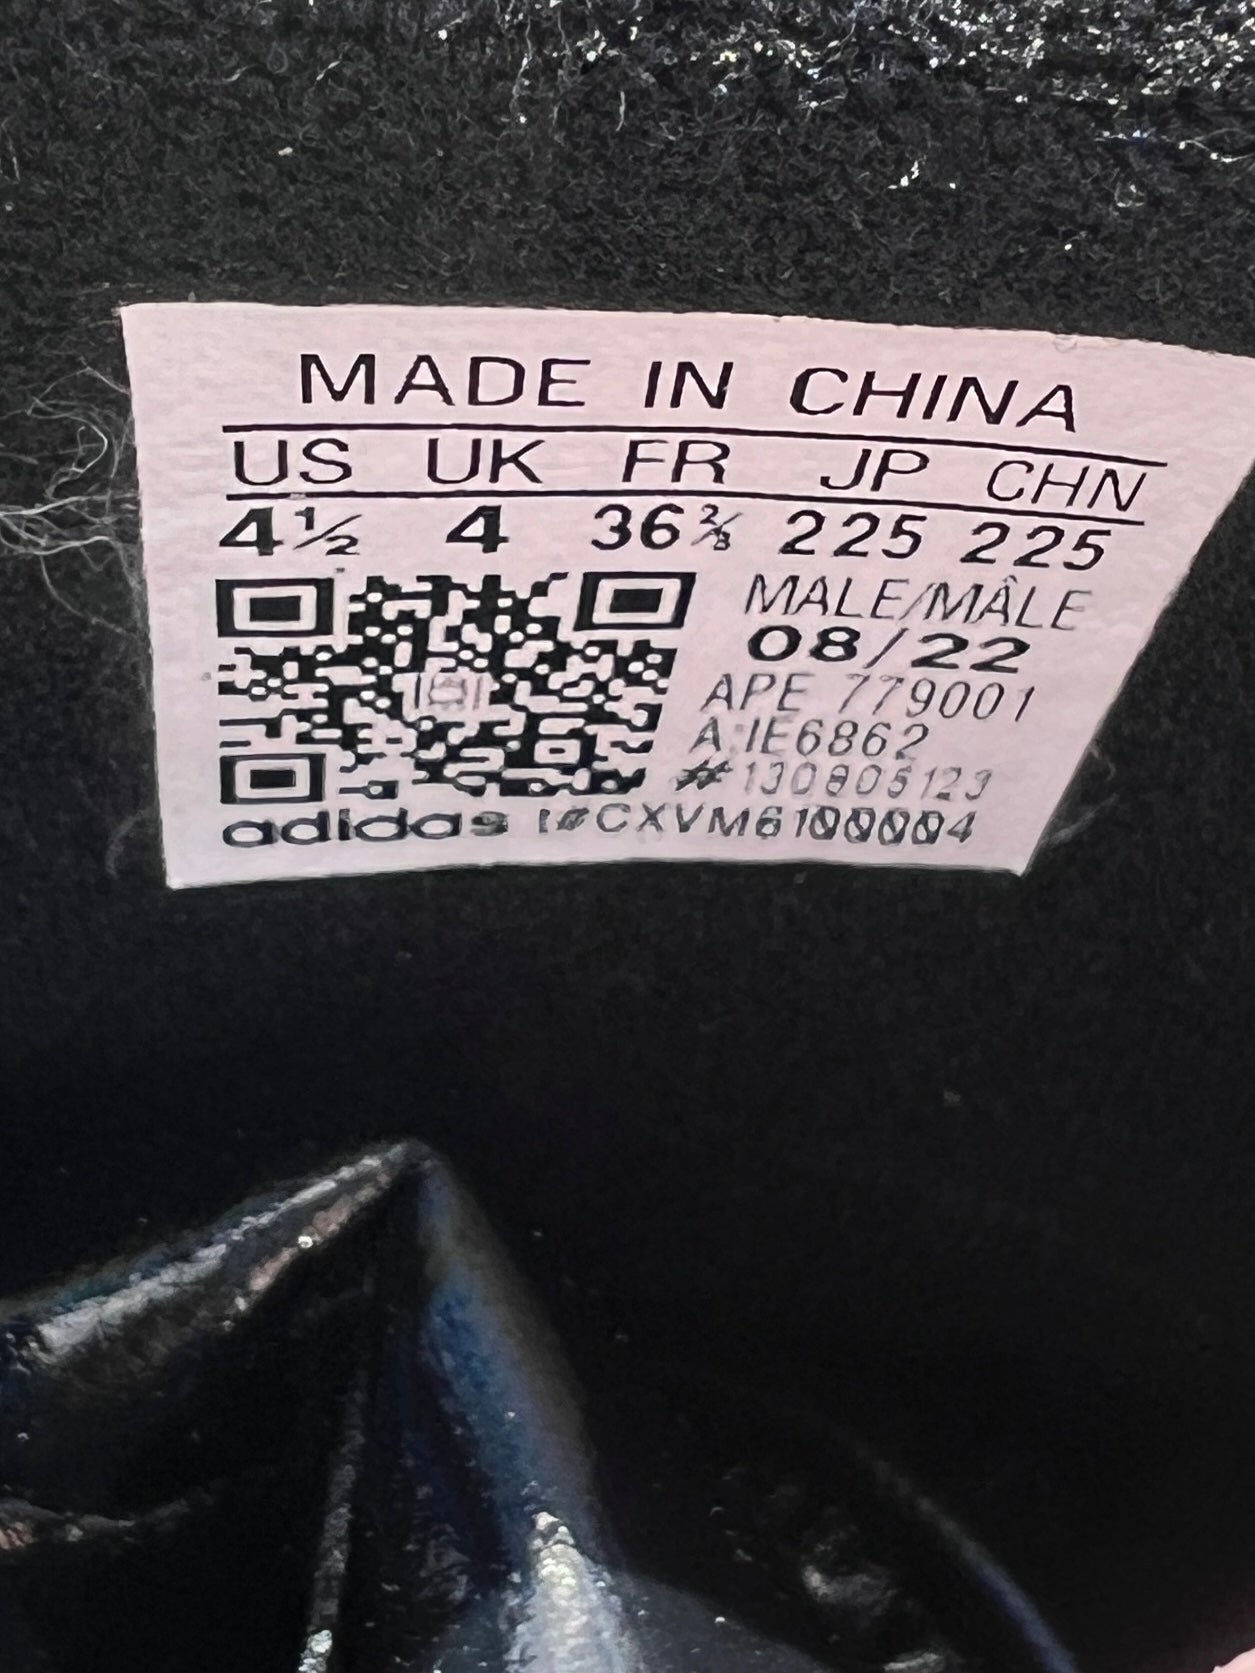 MADE IN CHINA
US UK FR JP CHN
4½ 4 36⅔ 225 225
MALE/MÂLE
08/22
APE 779001
A:IE6862
#130805123
adidas I#CXVM6100004